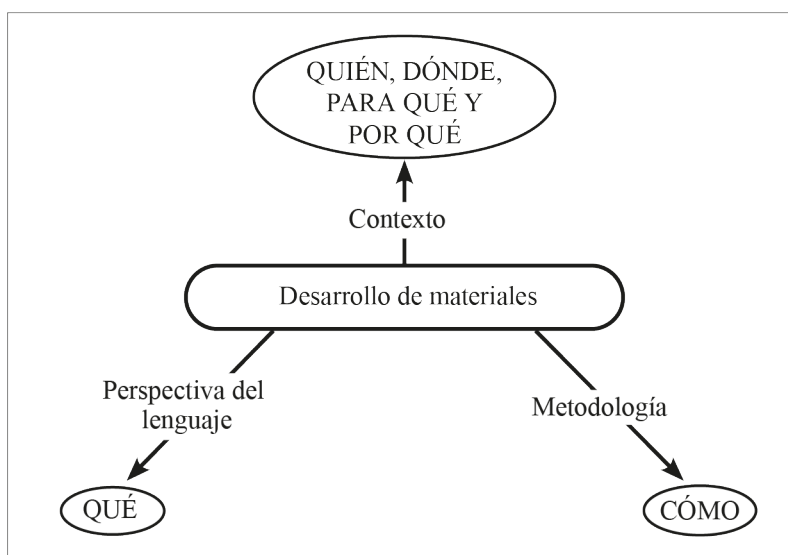 QUIÉN, DÓNDE,
PARA QUÉ Y
POR QUÉ
Contexto
Desarrollo de materiales
Perspectiva del
lenguaje
Metodología
QUÉ
CÓMO